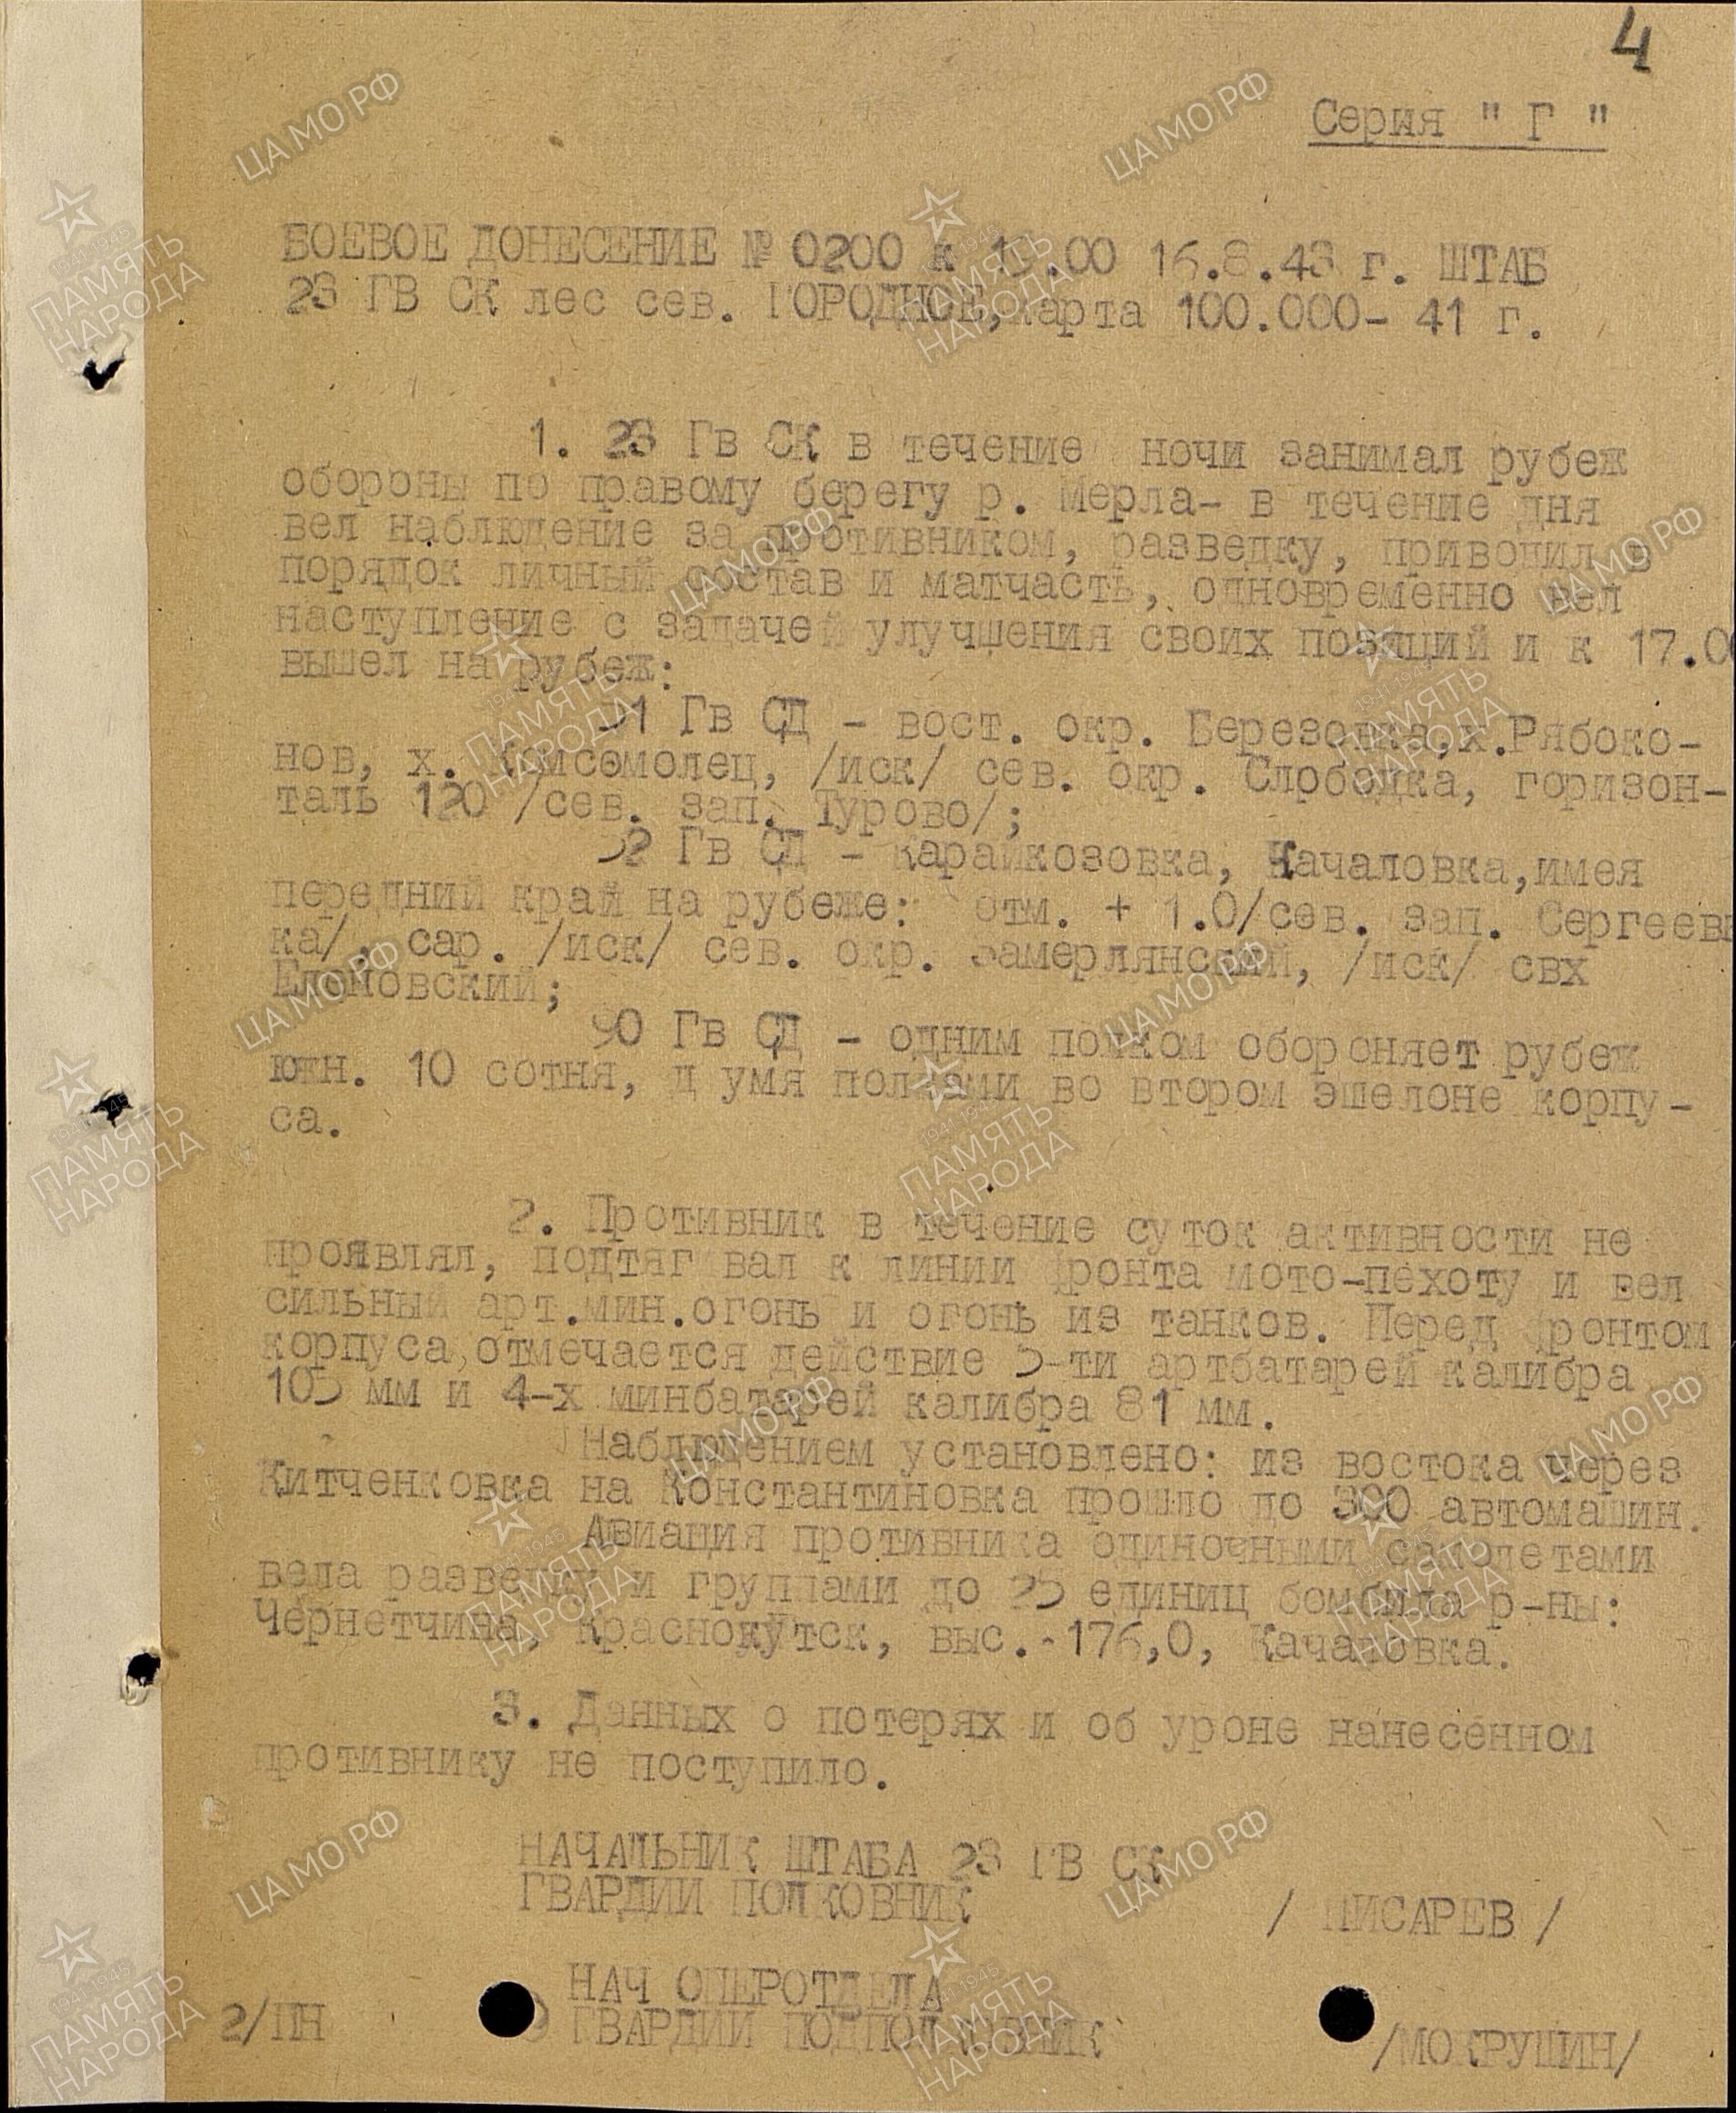 4
Серия " Г "
БОЕВОЕ ДОНЕСЕНИЕ № 0200 к 19.00 16.8.43 г. ШТАБ
23 ГВ СК лес сев. ГОРОДНОЕ, карта 100.000- 41 г.
1. 23 Гв СК в течение ночи занимал рубеж
обороны по правому берегу р. Мерла- в течение дня
вел наблюдение за противником, разведку, приводил в
порядок личный состав и матчасть, одновременно вел
наступление с задачей улучшения своих позиций и к 17.00
вышел на рубеж:
51 Гв СД - вост. окр. Березовка, х.Рябоко-
нов, х. Комсомолец, /иск/ сев. окр. Слободка, горизон-
таль 120 /сев. зап. Турово/;
52 Гв СД - Карайкозовка, Качаловка, имея
передний край на рубеже: отм. + 1.0/сев. зап. Сергеев
ка/, сар. /иск/ сев. окр. Замерлянский, /иск/ свх
90 Гв СД - одним полком обороняет рубеж
южн. 10 сотня, д умя полками во втором эшелоне корпу-
са.
2. Противник в течение суток активности не
проявлял, подтяг вал к линии фронта мото-пехоту и вел
сильный арт.мин.огонь и огонь из танков. Перед фронтом
корпуса, отмечается действие 5-ти артбатарей калибра
105 мм и 4-х минбатарей калибра 81 мм.
Наблюдением установлено: из востока через
Китченковка на Константиновка прошло до 300 автомашин.
Авиация противника одиночными самолетами
вела разведку и группами до 25 единиц бомбила р-ны:
Чернетчина, Краснокутск, выс. 176,0, Качаловка.
3. Данных о потерях и об уроне нанесенном
противнику не поступило.
НАЧАЛЬНИК ШТАБА 23 ГВ СК
ГВАРДИИ ПОЛКОВНИК
/ ПИСАРЕВ /
НАЧ ОПЕРОТДЕЛА
ГВАРДИИ ПОДПОЛКОВНИК
/МОКРУШИН/
2/ПН